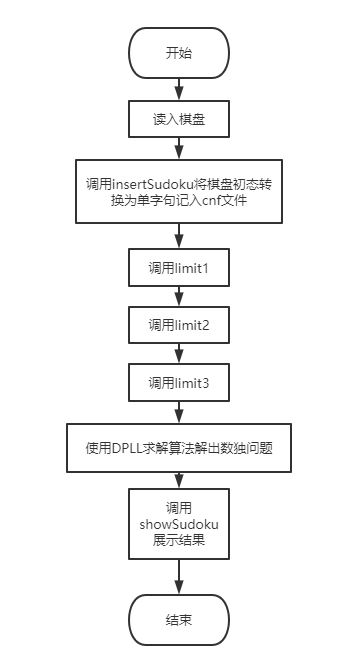 开始
读入棋盘
调用insertSudoku将棋盘初态转
换为单字句记入cnf文件
调用limit1
调用limit2
调用limit3
使用DPLL求解算法解出数独问题
调用
showSudoku
展示结果
结束